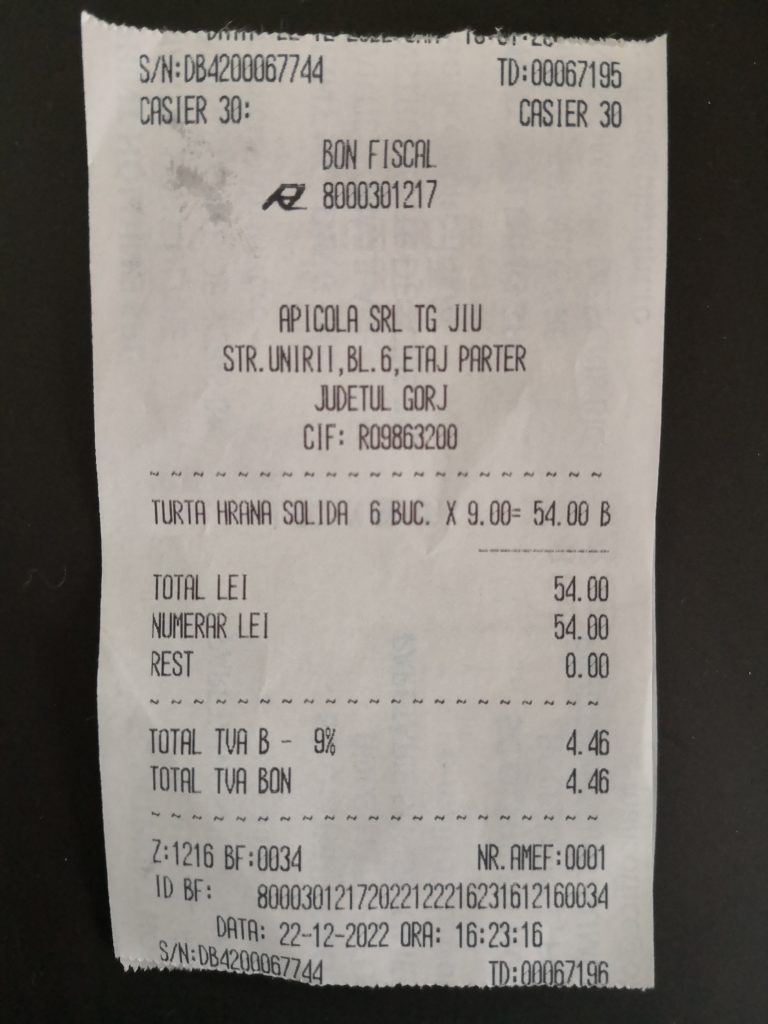 S/N:DB4200067744 TD:00067195
CASIER 30: CASIER 30
BON FISCAL
8000301217
APICOLA SRL TG JIU
STR.UNIRII,BL.6,ETAJ PARTER
JUDETUL GORJ
CIF: RO9863200
TURTA HRANA SOLIDA 6 BUC. X 9.00= 54.00 B
TOTAL LEI 54.00
NUMERAR LEI 54.00
REST 0.00
TOTAL TVA B - 9% 4.46
TOTAL TVA BON 4.46
Z:1216 BF:0034 NR.AMEF:0001
ID BF: 80003012172022122216231612160034
DATA: 22-12-2022 ORA: 16:23:16
S/N:DB4200067744 TD:00067196